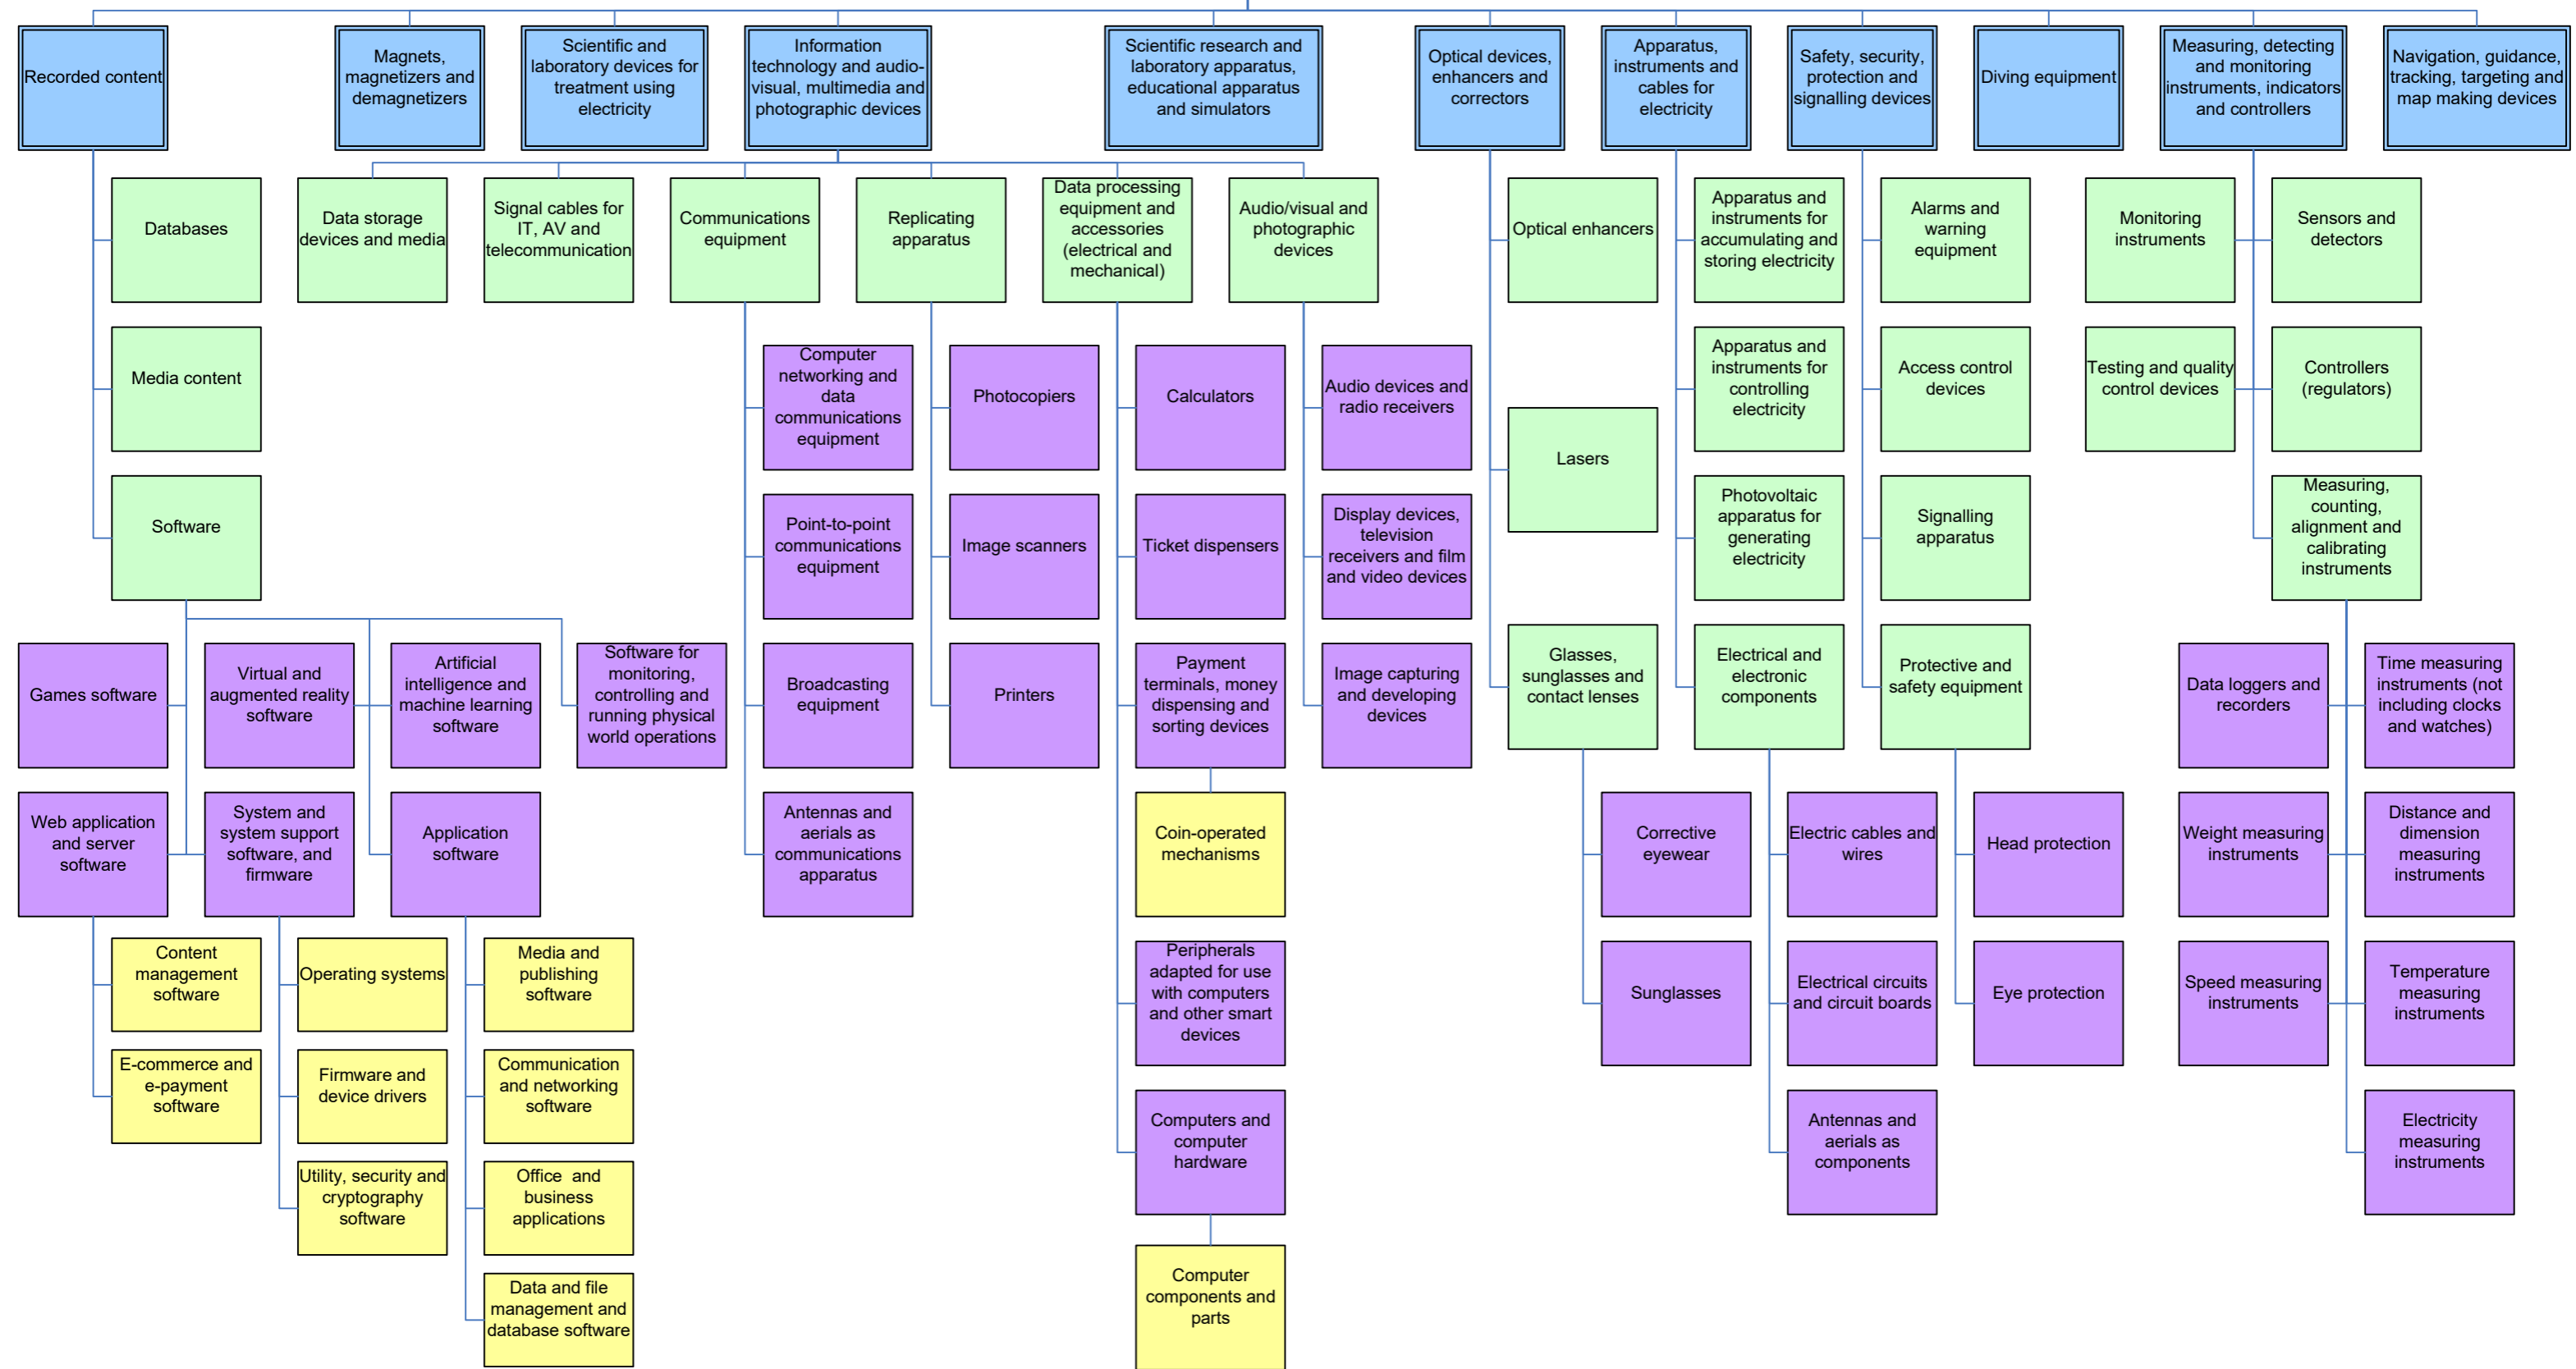 Recorded content
Magnets,
magnetizers and
demagnetizers
Scientific and
laboratory devices for
treatment using
electricity
Information
technology and audio-
visual, multimedia and
photographic devices
Scientific research and
laboratory apparatus,
educational apparatus
and simulators
Optical devices,
enhancers and
correctors
Apparatus,
instruments and
cables for
electricity
Safety, security,
protection and
signalling devices
Diving equipment
Measuring, detecting
and monitoring
instruments, indicators
and controllers
Navigation, guidance,
tracking, targeting and
map making devices
Databases
Data storage
devices and media
Signal cables for
IT, AV and
telecommunication
Communications
equipment
Replicating
apparatus
Data processing
equipment and
accessories
(electrical and
mechanical)
Audio/visual and
photographic
devices
Optical enhancers
Apparatus and
instruments for
accumulating and
storing electricity
Alarms and
warning
equipment
Monitoring
instruments
Sensors and
detectors
Media content
Computer
networking and
data
communications
equipment
Photocopiers
Calculators
Audio devices and
radio receivers
Lasers
Apparatus and
instruments for
controlling
electricity
Access control
devices
Testing and quality
control devices
Controllers
(regulators)
Software
Point-to-point
communications
equipment
Image scanners
Ticket dispensers
Display devices,
television
receivers and film
and video devices
Photovoltaic
apparatus for
generating
electricity
Signalling
apparatus
Measuring,
counting,
alignment and
calibrating
instruments
Games software
Virtual and
augmented reality
software
Artificial
intelligence and
machine learning
software
Software for
monitoring,
controlling and
running physical
world operations
Broadcasting
equipment
Printers
Payment
terminals, money
dispensing and
sorting devices
Image capturing
and developing
devices
Glasses,
sunglasses and
contact lenses
Electrical and
electronic
components
Protective and
safety equipment
Data loggers and
recorders
Time measuring
instruments (not
including clocks
and watches)
Web application
and server
software
System and
system support
software, and
firmware
Application
software
Antennas and
aerials as
communications
apparatus
Coin-operated
mechanisms
Corrective
eyewear
Electric cables and
wires
Head protection
Weight measuring
instruments
Distance and
dimension
measuring
instruments
Content
management
software
Operating systems
Media and
publishing
software
Peripherals
adapted for use
with computers
and other smart
devices
Sunglasses
Electrical circuits
and circuit boards
Eye protection
Speed measuring
instruments
Temperature
measuring
instruments
E-commerce and
e-payment
software
Firmware and
device drivers
Communication
and networking
software
Computers and
computer
hardware
Antennas and
aerials as
components
Electricity
measuring
instruments
Utility, security and
cryptography
software
Office  and
business
applications
Data and file
management and
database software
Computer
components and
parts